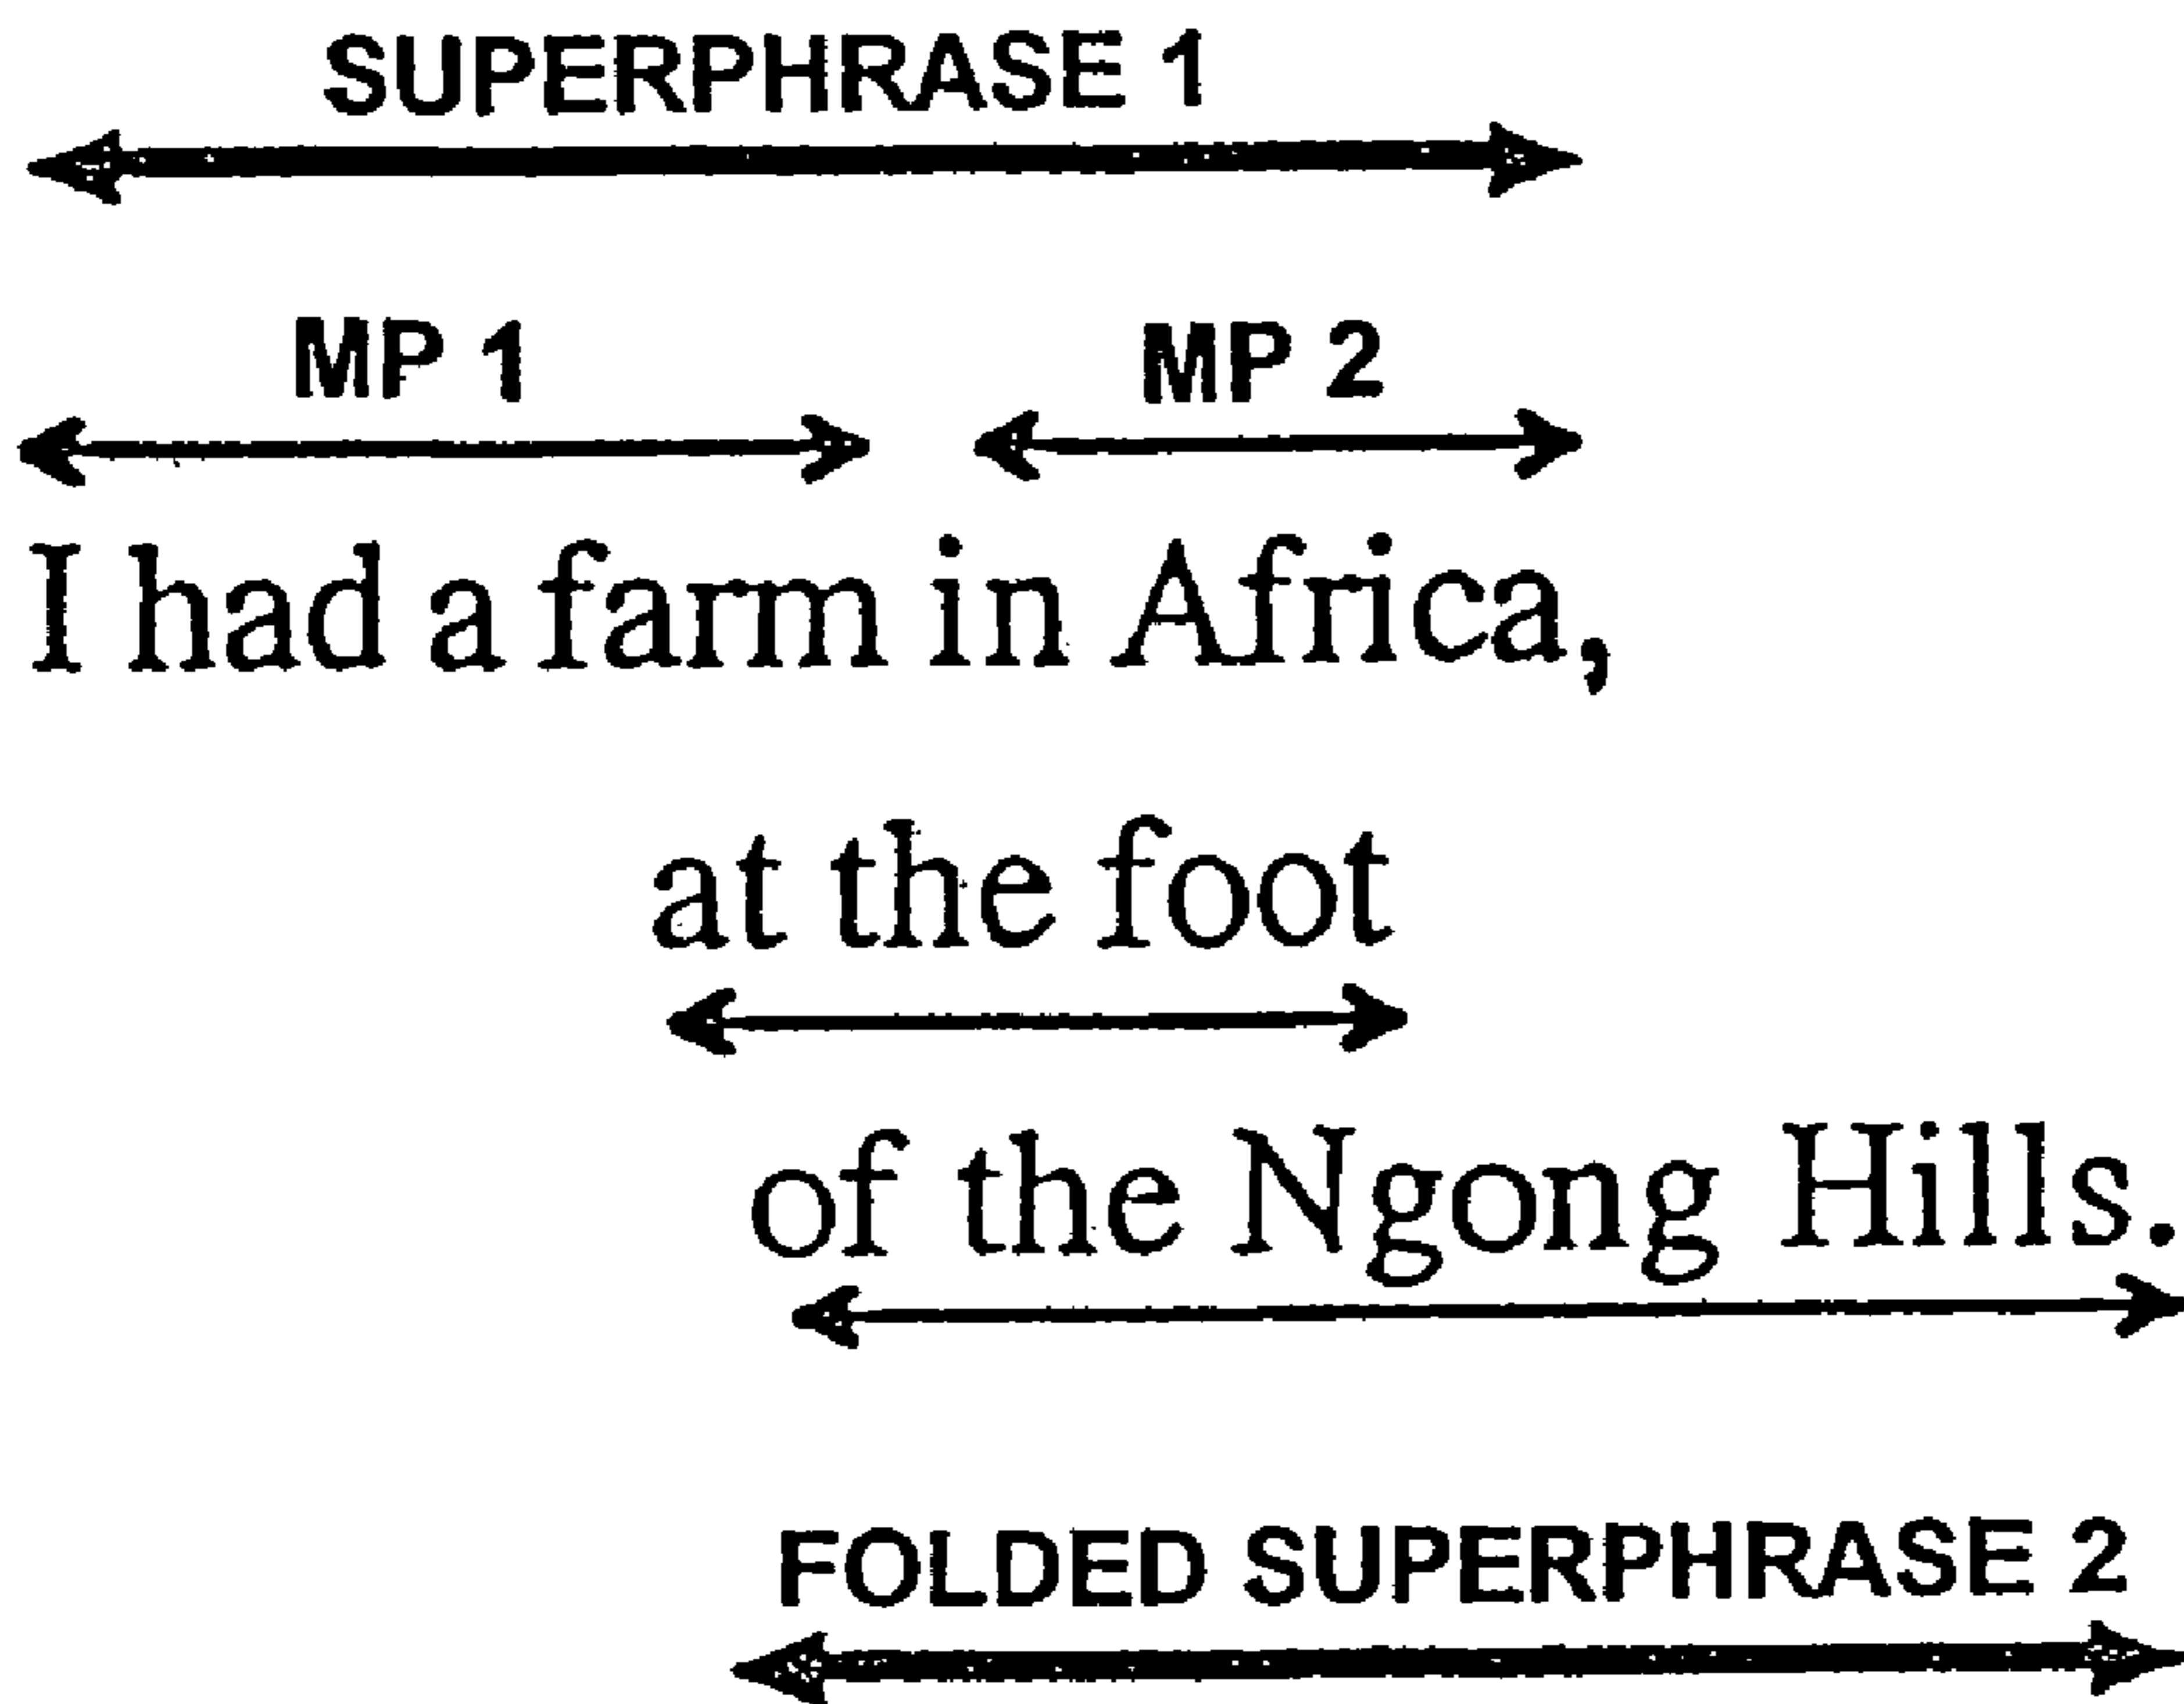 SUPERPHRASE 1
MP 1 MP 2
I had a farm in Africa,
at the foot
of the Ngong Hills.
FOLDED SUPERPHRASE 2